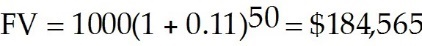 FV = 1000(1 + 0.11)50 = $184,565